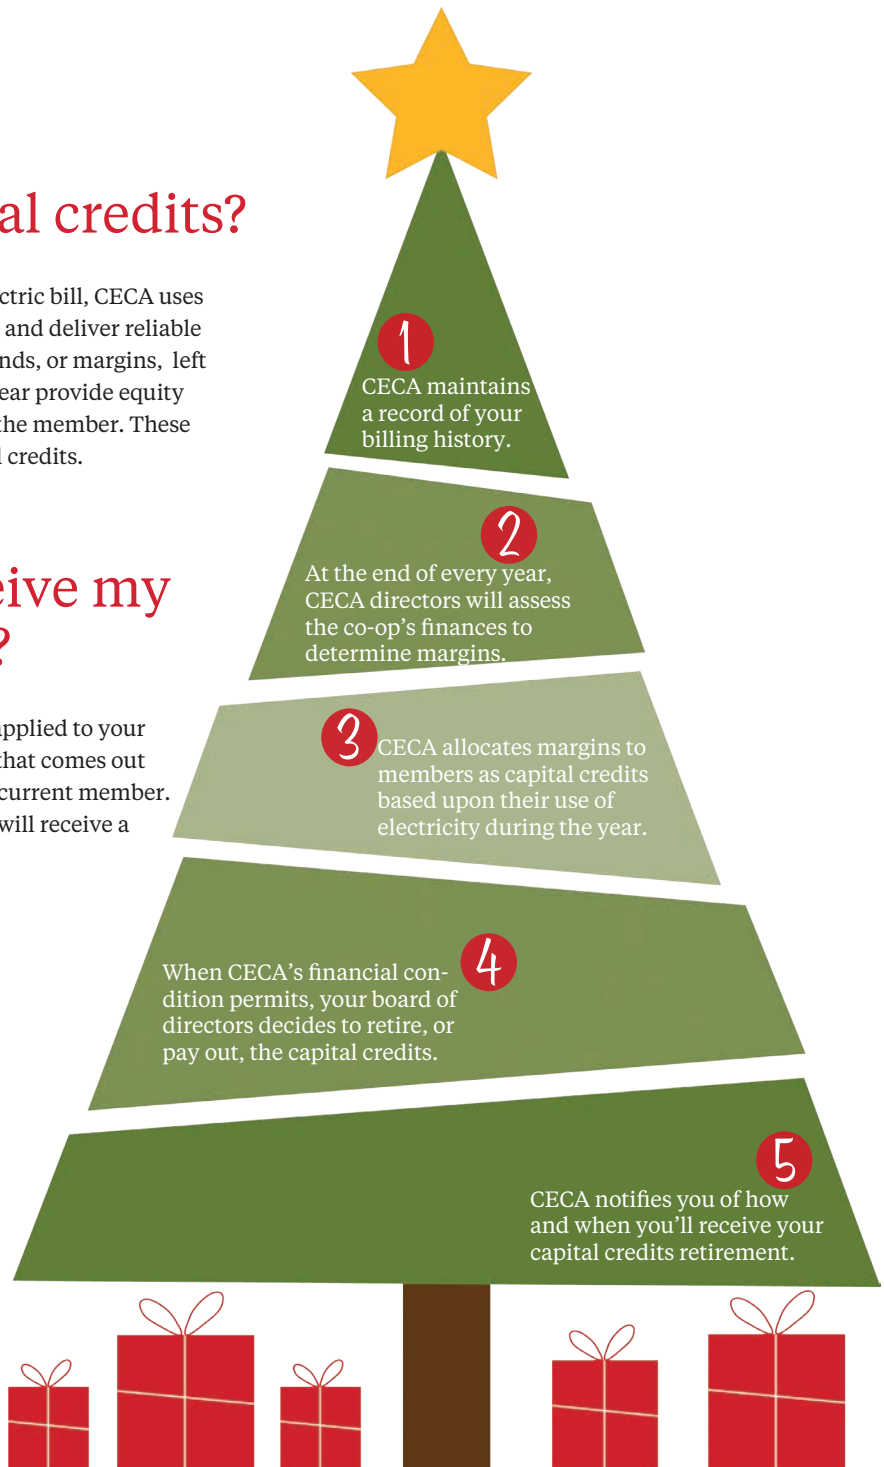 al credits?
ctric bill, CECA uses
and deliver reliable
nds, or margins, left
ear provide equity
the member. These
l credits.
eive my
?
applied to your
that comes out
current member.
will receive a
1
CECA maintains
a record of your
billing history.
2
At the end of every year,
CECA directors will assess
the co-op's finances to
determine margins.
3
CECA allocates margins to
members as capital credits
based upon their use of
electricity during the year.
4
When CECA's financial con-
dition permits, your board of
directors decides to retire, or
pay out, the capital credits.
5
CECA notifies you of how
and when you'll receive your
capital credits retirement.